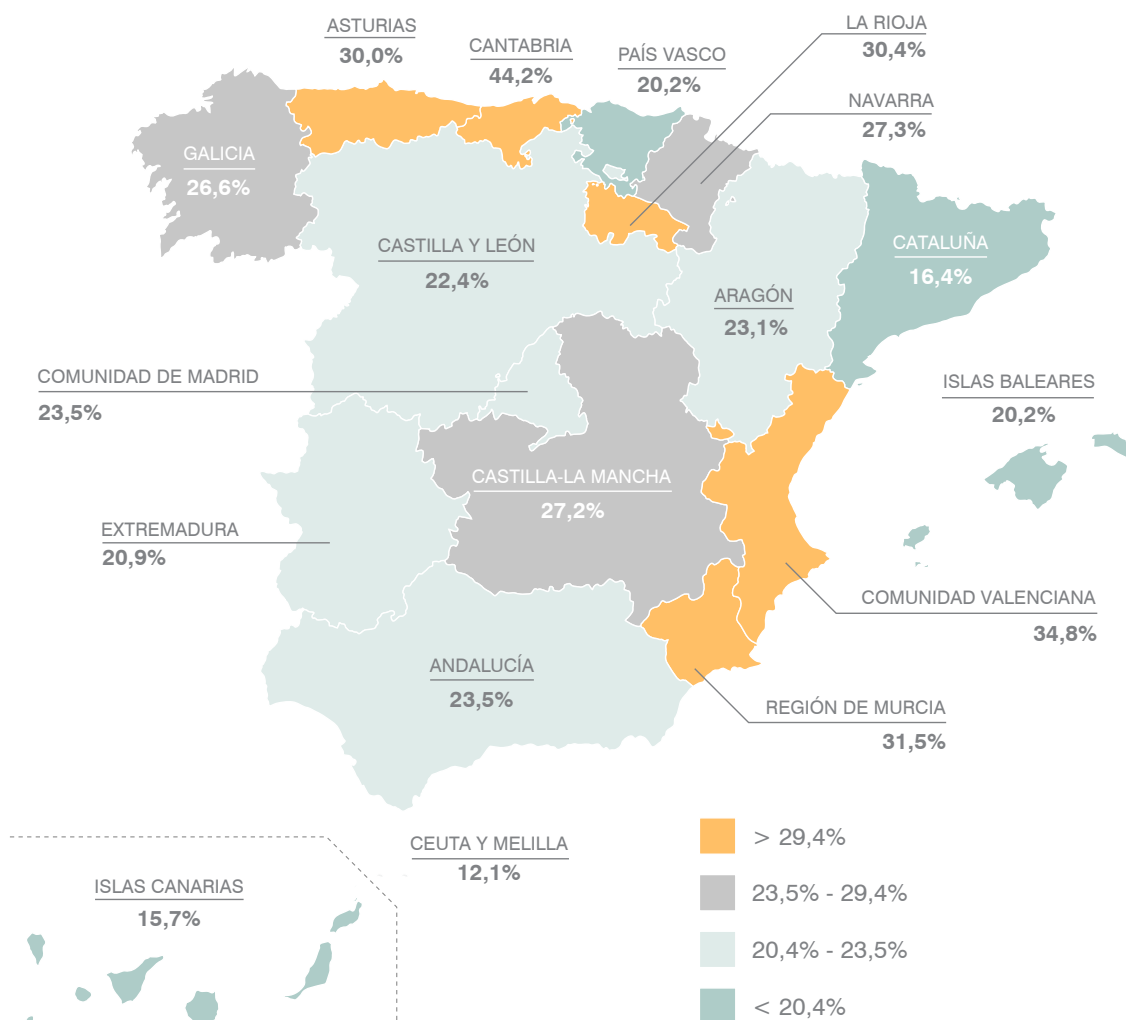 ASTURIAS
30,0%
CANTABRIA
44,2%
PAÍS VASCO
20,2%
LA RIOJA
30,4%
NAVARRA
27,3%
GALICIA
26,6%
CASTILLA Y LEÓN
22,4%
CATALUÑA
16,4%
ARAGÓN
23,1%
COMUNIDAD DE MADRID
23,5%
ISLAS BALEARES
20,2%
CASTILLA-LA MANCHA
27,2%
EXTREMADURA
20,9%
COMUNIDAD VALENCIANA
34,8%
ANDALUCÍA
23,5%
REGIÓN DE MURCIA
31,5%
CEUTA Y MELILLA
12,1%
ISLAS CANARIAS
15,7%
> 29,4%
23,5% - 29,4%
20,4% - 23,5%
< 20,4%